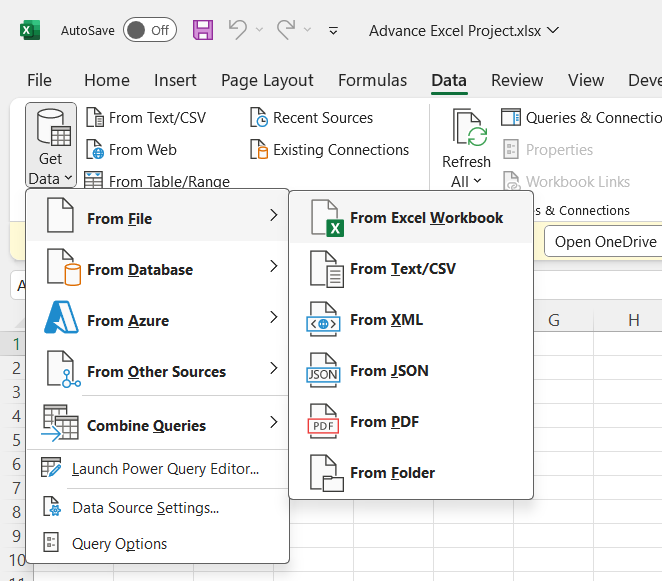 AutoSave Off Advance Excel Project.xlsx
File Home Insert Page Layout Formulas Data Review View Deve
Get Data
From Text/CSV
From Web
From Table/Range
Recent Sources
Existing Connections
Refresh All
Queries & Connectio
Properties
Workbook Links
s & Connections
Open OneDrive
From File
From Database
From Azure
From Other Sources
Combine Queries
Launch Power Query Editor...
Data Source Settings...
Query Options
X
From Excel Workbook
From Text/CSV
From XML
JSON
From JSON
PDF
From PDF
From Folder
A
G H
1
2
3
4
5
6
7
8
9
10